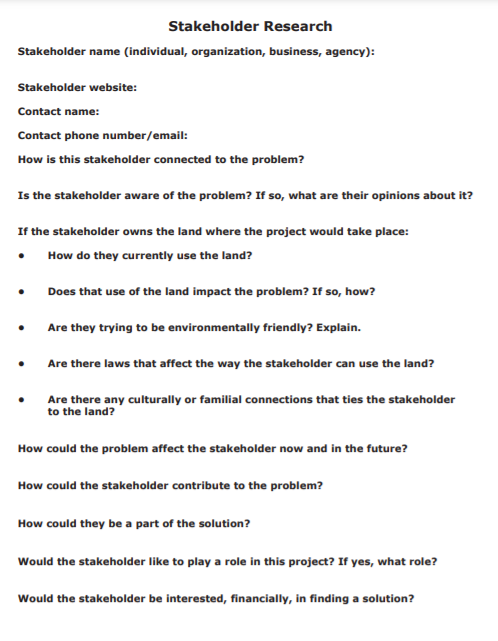 Stakeholder Research
Stakeholder name (individual, organization, business, agency):
Stakeholder website:
Contact name:
Contact phone number/email:
How is this stakeholder connected to the problem?
Is the stakeholder aware of the problem? If so, what are their opinions about it?
If the stakeholder owns the land where the project would take place:
• How do they currently use the land?
• Does that use of the land impact the problem? If so, how?
• Are they trying to be environmentally friendly? Explain.
• Are there laws that affect the way the stakeholder can use the land?
• Are there any culturally or familial connections that ties the stakeholder
to the land?
How could the problem affect the stakeholder now and in the future?
How could the stakeholder contribute to the problem?
How could they be a part of the solution?
Would the stakeholder like to play a role in this project? If yes, what role?
Would the stakeholder be interested, financially, in finding a solution?